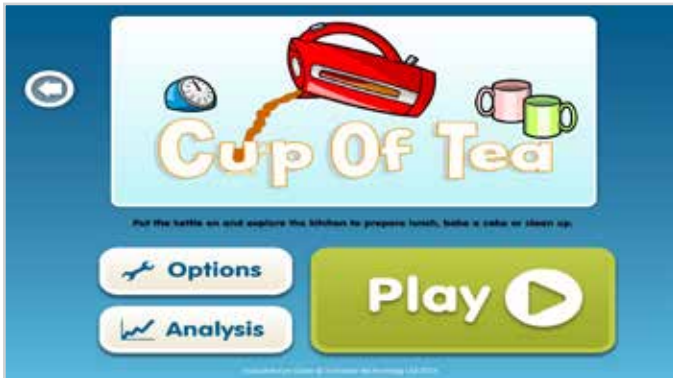 Cup Of Tea
Put the kettle on and explore the kitchen to prepare lunch, bake a cake or clean up.
Options
Play
Analysis